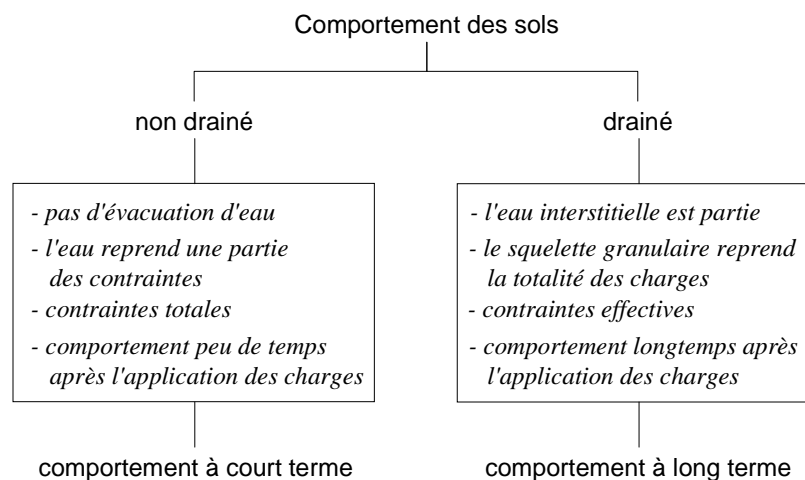 Comportement des sols
non drainé
- pas d'évacuation d'eau
- l'eau reprend une partie
des contraintes
- contraintes totales
- comportement peu de temps
après l'application des charges
comportement à court terme
drainé
- l'eau interstitielle est partie
- le squelette granulaire reprend
la totalité des charges
- contraintes effectives
- comportement longtemps après
l'application des charges
comportement à long terme